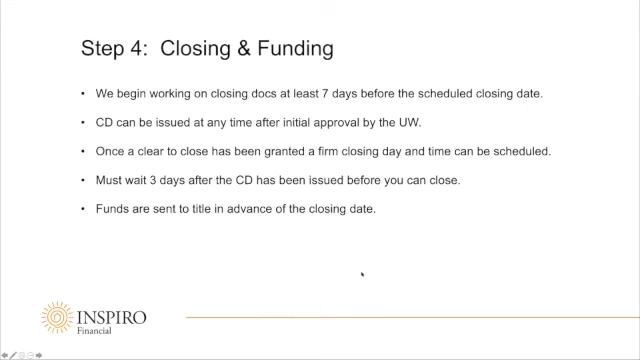 Step 4: Closing & Funding
• We begin working on closing docs at least 7 days before the scheduled closing date.
• CD can be issued at any time after initial approval by the UW.
• Once a clear to close has been granted a firm closing day and time can be scheduled.
• Must wait 3 days after the CD has been issued before you can close.
• Funds are sent to title in advance of the closing date.
INSPIRO
Financial